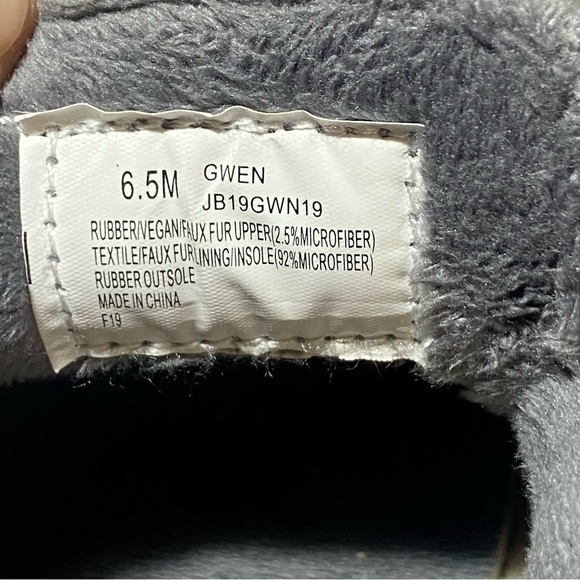 6.5M GWEN
JB19GWN19
RUBBER/VEGAN/FAUX FUR UPPER(2.5%MICROFIBER)
TEXTILE/FAUX FUR LINING/INSOLE(92%MICROFIBER)
RUBBER OUTSOLE
MADE IN CHINA
F19